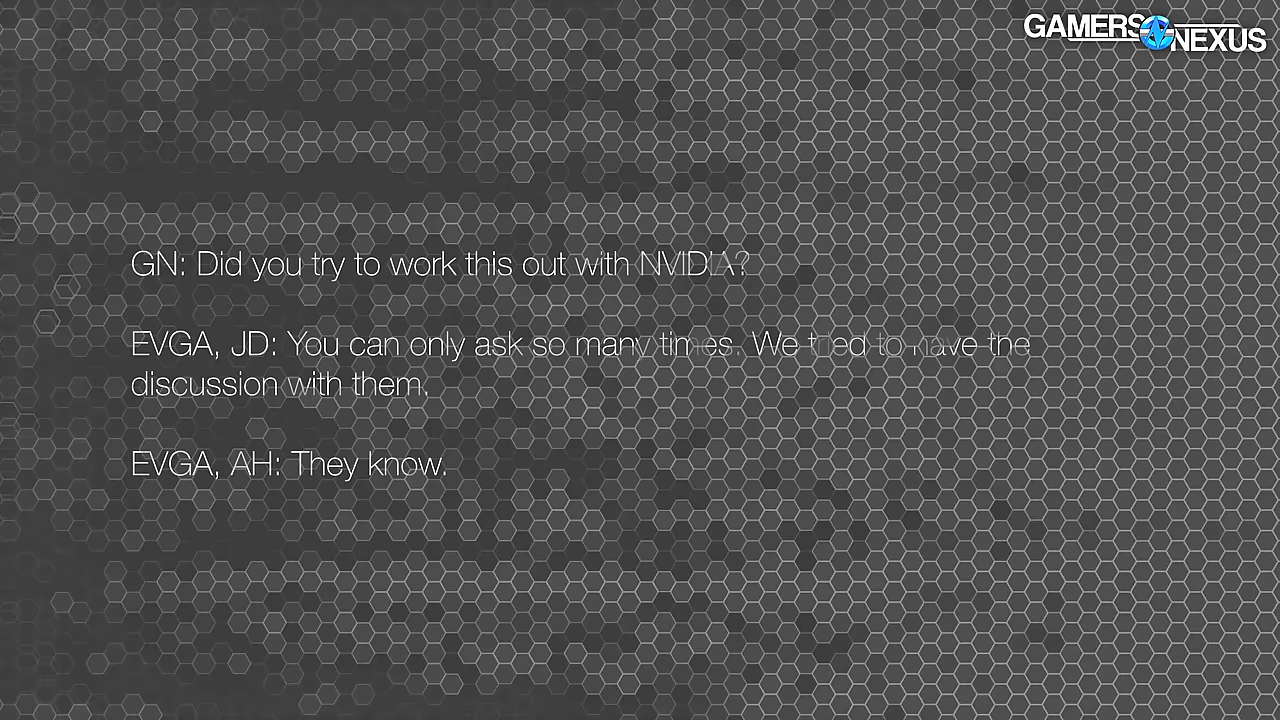 GAMERS NEXUS
GN: Did you try to work this out with NVIDIA?
EVGA, JD: You can only ask so many times. We tried to have the
discussion with them.
EVGA, AH: They know.